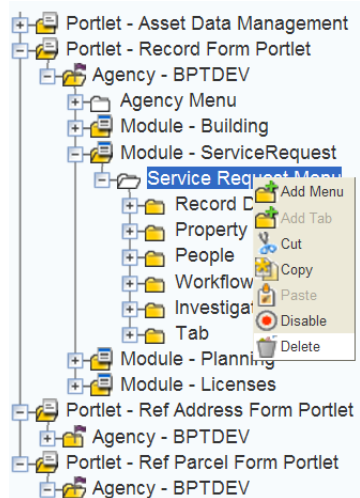 Portlet - Asset Data Management
Portlet - Record Form Portlet
Agency - BPTDEV
Agency Menu
Module - Building
Module - ServiceRequest
Service Request Menu
Add Menu
Record D
Add Tab
Property
Cut
People
Copy
Workflow
Paste
Investigat
Disable
Tab
Delete
Module - Planning
Module - Licenses
Portlet - Ref Address Form Portlet
Agency - BPTDEV
Portlet - Ref Parcel Form Portlet
Agency - BPTDEV